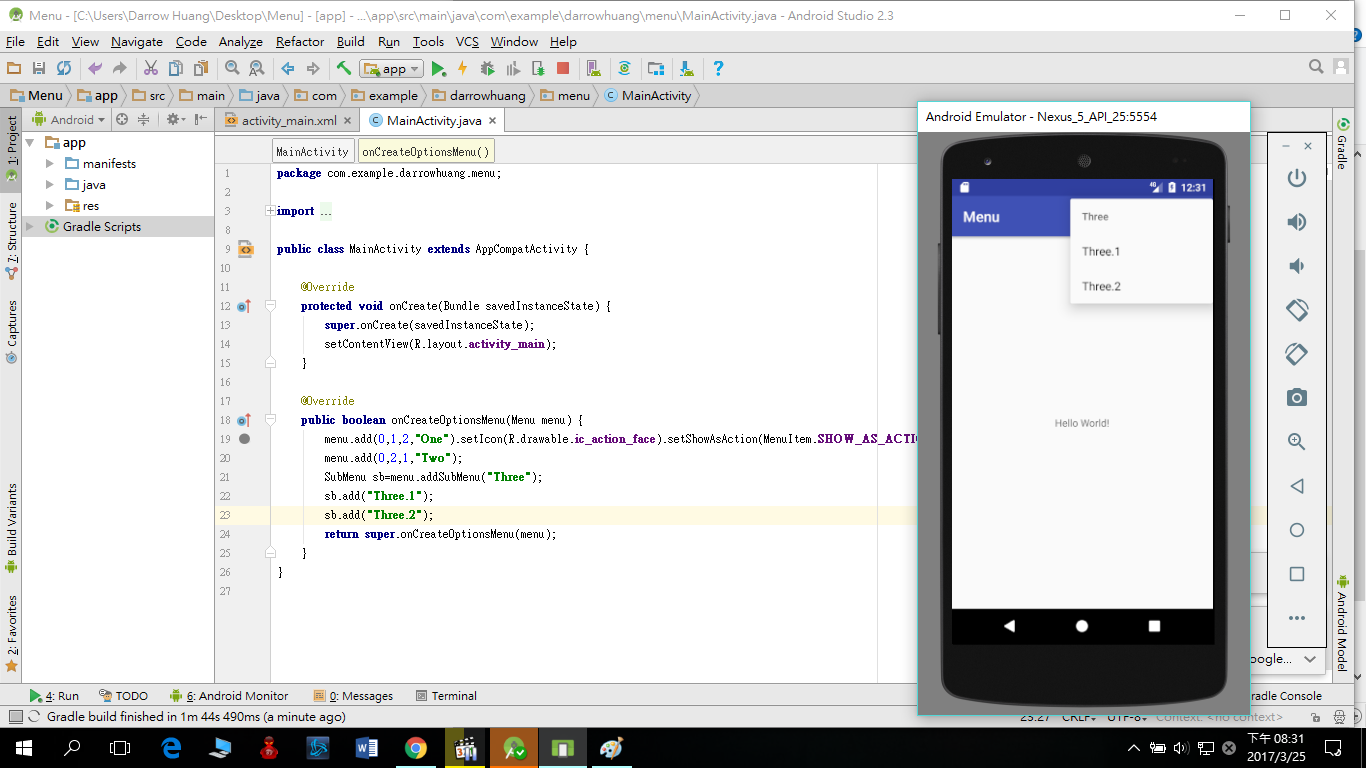 Menu - [C:\Users\Darrow Huang\Desktop\Menu] - [app] - ...\app\src\main\java\com\example\darrowhuang\menu\MainActivity.java - Android Studio 2.3
File Edit View Navigate Code Analyze Refactor Build Run Tools VCS Window Help
app
Menu app src main java com example darrowhuang menu MainActivity
1: Project
7: Structure
Captures
Build Variants
2: Favorites
Android
app
manifests
java
res
Gradle Scripts
activity_main.xml MainActivity.java
MainActivity onCreateOptionsMenu()
1 package com.example.darrowhuang.menu;
2
3 import ...
8
9 public class MainActivity extends AppCompatActivity {
10
11 @Override
12 protected void onCreate(Bundle savedInstanceState) {
13 super.onCreate(savedInstanceState);
14 setContentView(R.layout.activity_main);
15 }
16
17 @Override
18 public boolean onCreateOptionsMenu(Menu menu) {
19 menu.add(0,1,2,"One").setIcon(R.drawable.ic_action_face).setShowAsAction(MenuItem.SHOW_AS_ACTIO
20 menu.add(0,2,1,"Two");
21 SubMenu sb=menu.addSubMenu("Three");
22 sb.add("Three.1");
23 sb.add("Three.2");
24 return super.onCreateOptionsMenu(menu);
25 }
26 }
27
Android Emulator - Nexus_5_API_25:5554
4G 12:31
Menu
Three
Three.1
Three.2
Hello World!
Gradle
Android Model
oogle...
4: Run TODO 6: Android Monitor 0: Messages Terminal radle Console
Gradle build finished in 1m 44s 490ms (a minute ago) 23:27 CRLF UTF-8 Context: <no context>
下午 08:31
2017/3/25